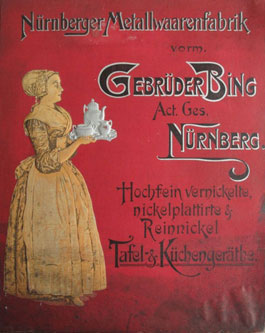 Nürnberger Metallwaarenfabrik
vorm.
GEBRÜDER BING
Act. Ges.
NÜRNBERG.
Hochfein vernickelte,
nickelplattirte &
Reinnickel
Tafel- & Küchengeräthe.